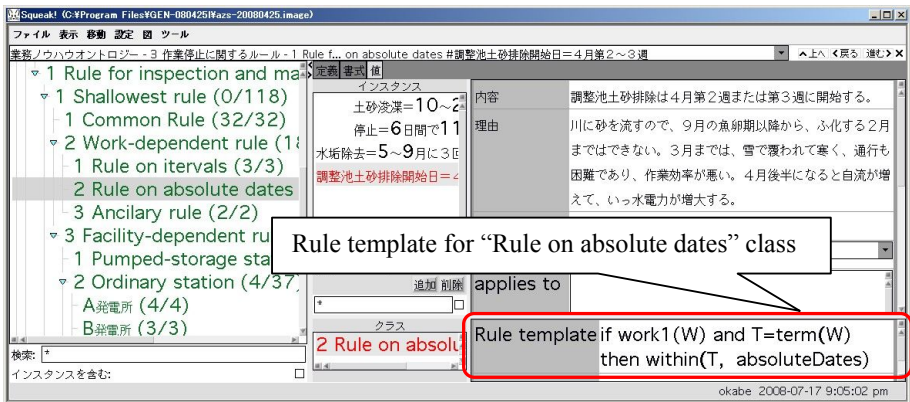 Squeak! (C:¥Program Files¥GEN-080425I¥azs-20080425.image)
ファイル 表示 移動 設定 図 ツール
業務ノウハウオントロジー - 3 作業停止に関するルール - 1 Rule f... on absolute dates #調整池土砂排除開始日＝４月第２～３週
上へ 戻る 進む
1 Rule for inspection and ma
1 Shallowest rule (0/118)
1 Common Rule (32/32)
2 Work-dependent rule (1
1 Rule on itervals (3/3)
2 Rule on absolute dates
3 Ancilary rule (2/2)
3 Facility-dependent ru
1 Pumped-storage sta
2 Ordinary station (4/37)
A発電所 (4/4)
B発電所 (3/3)
検索: *
インスタンスを含む:
定義 書式 値
インスタンス
土砂浚渫＝10～2
停止＝6日間で11
水垢除去＝5～9月に3回
調整池土砂排除開始日＝4
追加 削除
*
クラス
2 Rule on absolu
内容 調整池土砂排除は４月第２週または第３週に開始する。
理由 川に砂を流すので、９月の魚卵期以降から、ふ化する２月
まではできない。３月までは、雪で覆われて寒く、通行も
困難であり、作業効率が悪い。４月後半になると自流が増
えて、いっ水電力が増大する。
Rule template for “Rule on absolute dates” class
applies to
Rule template if work1(W) and T=term(W)
then within(T, absoluteDates)
okabe 2008-07-17 9:05:02 pm